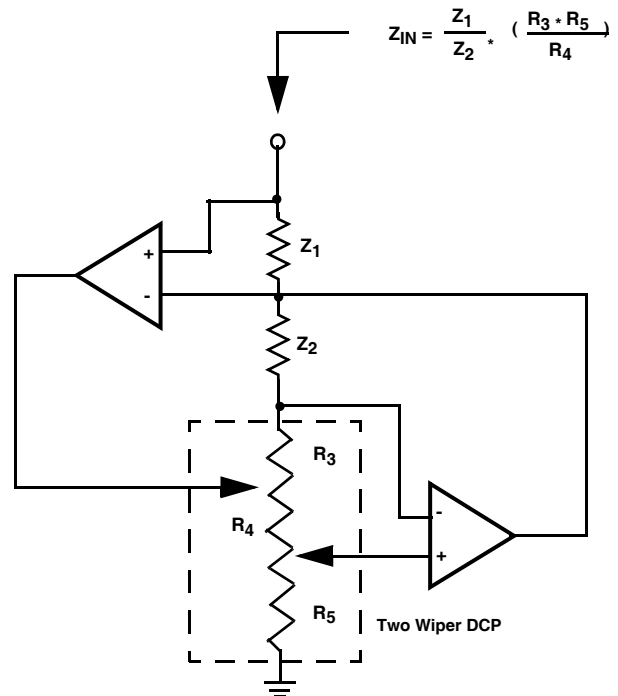 Z1
ZIN = Z2 * ( R3 * R5 )
R4
+
Z1
-
Z2
R3
R4
-
+
R5
Two Wiper DCP